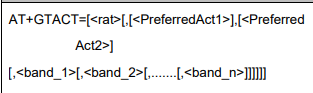 AT+GTACT=[<rat>[,[<PreferredAct1>],[<Preferred
Act2>]
[,<band_1>[,<band_2>[,.......[,<band_n>]]]]]]